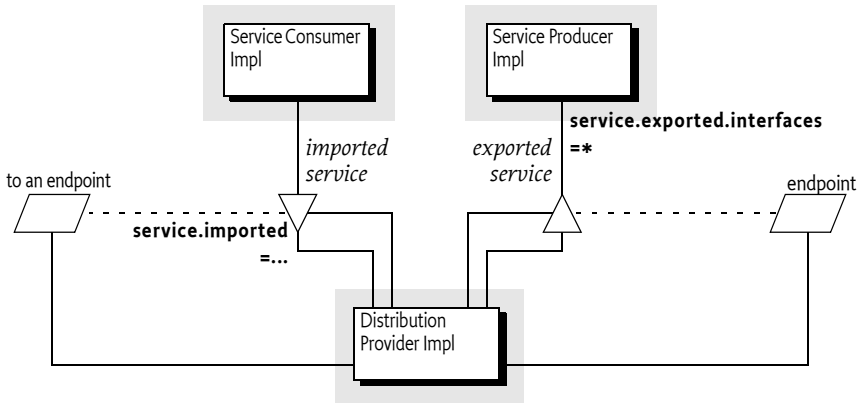 Service Consumer
Impl
Service Producer
Impl
service.exported.interfaces
=*
imported
service
exported
service
to an endpoint
endpoint
service.imported
=...
Distribution
Provider Impl